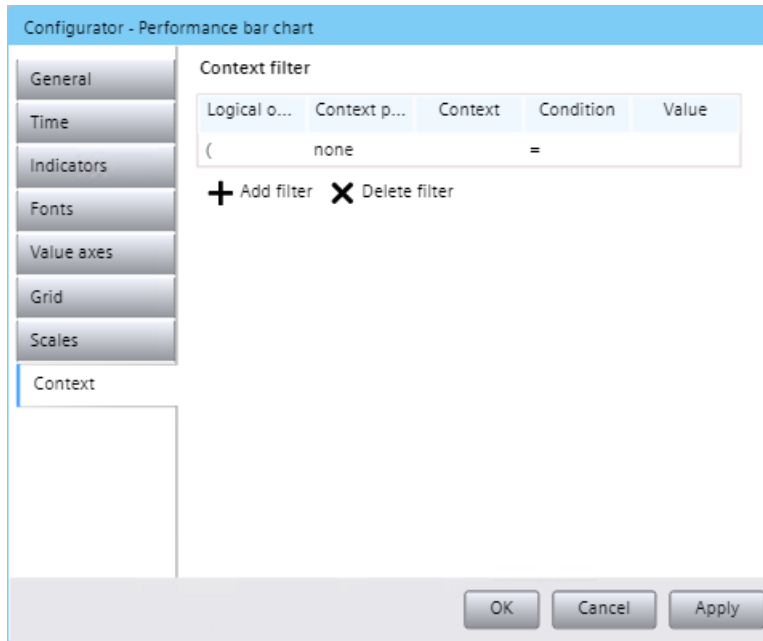 Configurator - Performance bar chart
General
Time
Indicators
Fonts
Value axes
Grid
Scales
Context
Context filter
Logical o... Context p... Context Condition Value
( none =
Add filter Delete filter
OK Cancel Apply